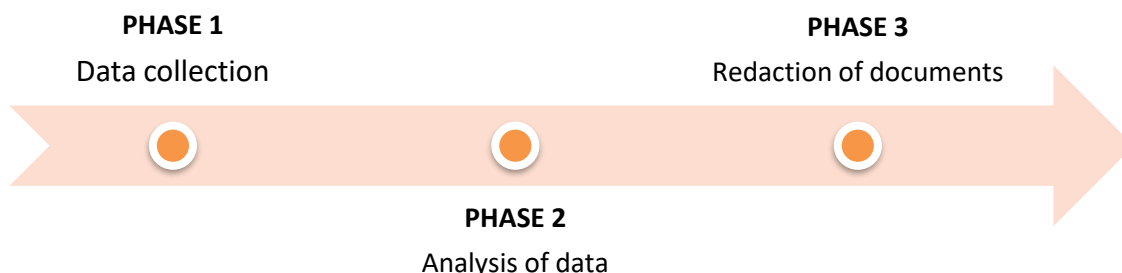 PHASE 1
Data collection
PHASE 2
Analysis of data
PHASE 3
Redaction of documents